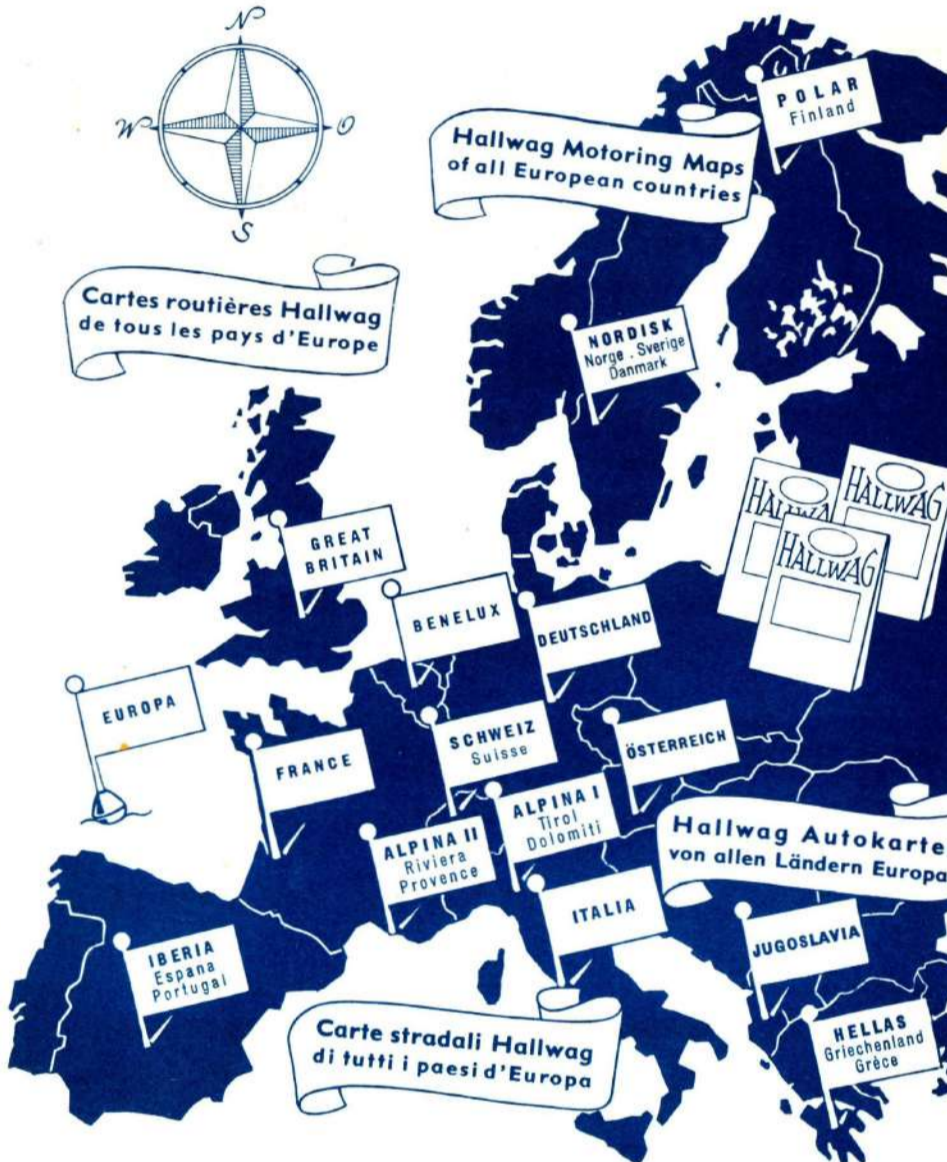 N
W
O
S
POLAR
Finland
Hallwag Motoring Maps
of all European countries
Cartes routières Hallwag
de tous les pays d'Europe
NORDISK
Norge . Sverige
Danmark
HALLWAG
HALLWAG
HALLWAG
GREAT
BRITAIN
BENELUX
DEUTSCHLAND
EUROPA
FRANCE
SCHWEIZ
Suisse
ÖSTERREICH
ALPINA I
Tirol
Dolomiti
ALPINA II
Riviera
Provence
Hallwag Autokarte
von allen Ländern Europa
ITALIA
IBERIA
Espana
Portugal
JUGOSLAVIA
Carte stradali Hallwag
di tutti i paesi d'Europa
HELLAS
Griechenland
Grèce